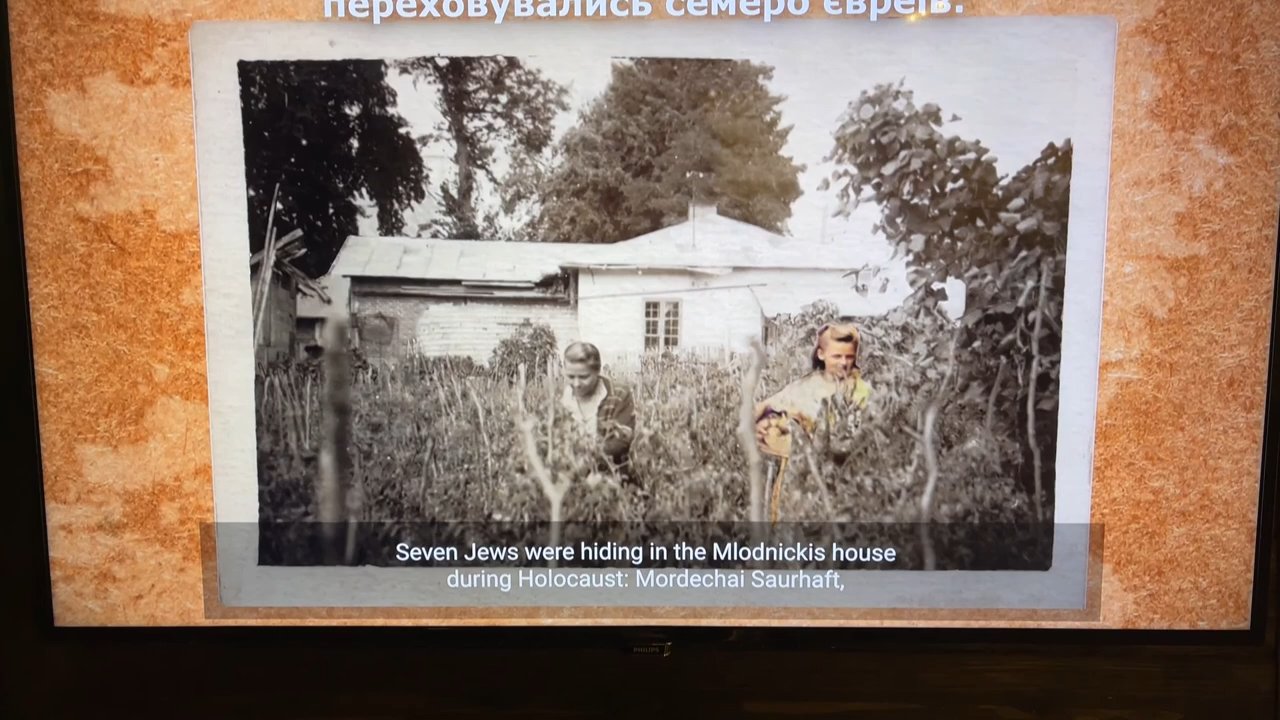 переховувались семеро євреїв.
Seven Jews were hiding in the Mlodnickis house
during Holocaust: Mordechai Saurhaft,
PHILIPS